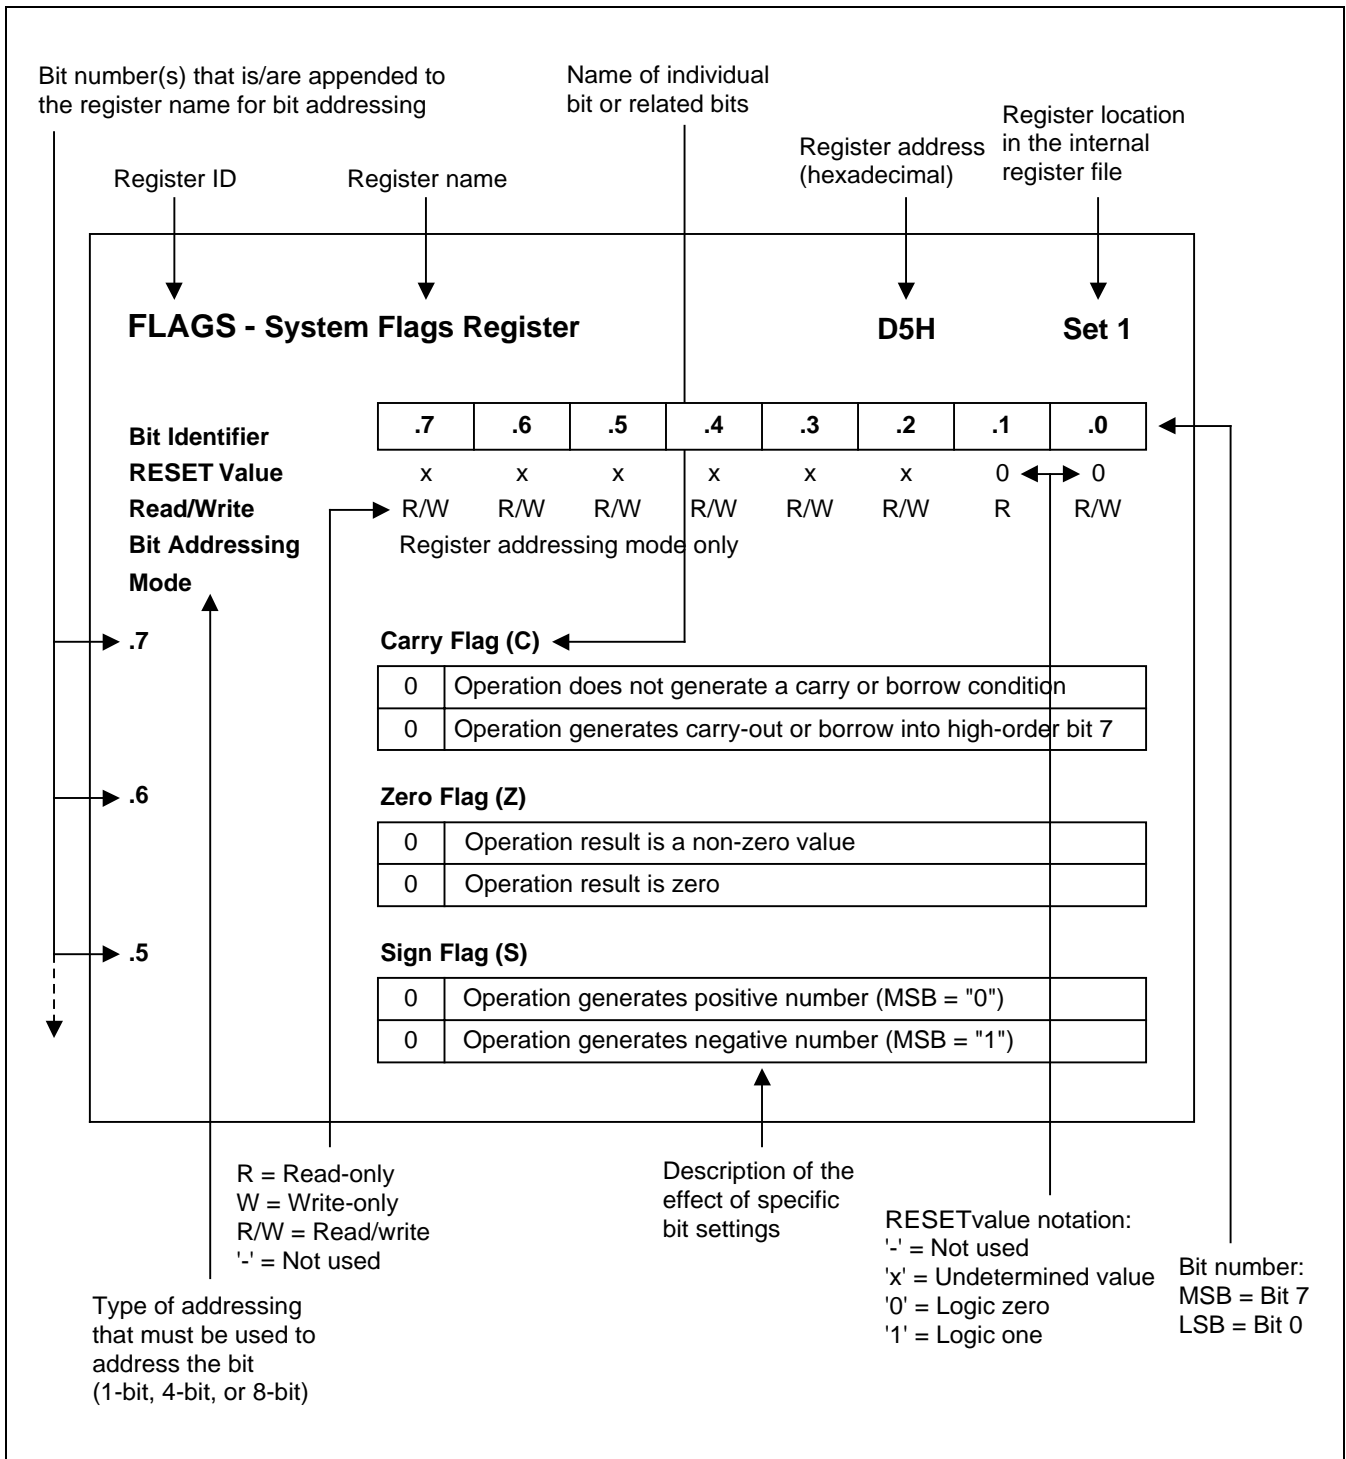 Bit number(s) that is/are appended to
the register name for bit addressing
Name of individual
bit or related bits
Register address
(hexadecimal)
Register location
in the internal
register file
Register ID
Register name
FLAGS - System Flags Register D5H Set 1
Bit Identifier .7 .6 .5 .4 .3 .2 .1 .0
RESET Value x x x x x x 0 0
Read/Write R/W R/W R/W R/W R/W R/W R R/W
Bit Addressing Register addressing mode only
Mode
.7 Carry Flag (C)
0 Operation does not generate a carry or borrow condition
0 Operation generates carry-out or borrow into high-order bit 7
.6 Zero Flag (Z)
0 Operation result is a non-zero value
0 Operation result is zero
.5 Sign Flag (S)
0 Operation generates positive number (MSB = "0")
0 Operation generates negative number (MSB = "1")
R = Read-only
W = Write-only
R/W = Read/write
'-' = Not used
Description of the
effect of specific
bit settings
RESETvalue notation:
'-' = Not used
'x' = Undetermined value
'0' = Logic zero
'1' = Logic one
Bit number:
MSB = Bit 7
LSB = Bit 0
Type of addressing
that must be used to
address the bit
(1-bit, 4-bit, or 8-bit)